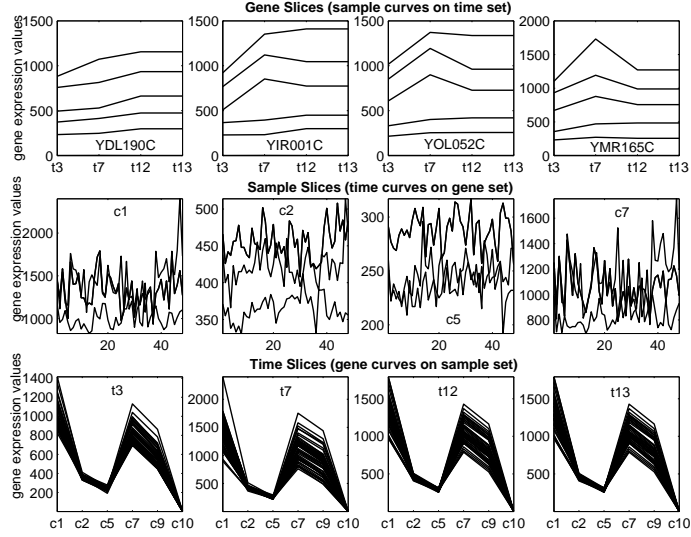 Gene Slices (sample curves on time set)
gene expression values
1500
1000
500
0
YDL190C
t3 t7 t12 t13
1500
1000
500
0
YIR001C
t3 t7 t12 t13
1500
1000
500
0
YOL052C
t3 t7 t12 t13
2000
1500
1000
500
0
YMR165C
t3 t7 t12 t13
Sample Slices (time curves on gene set)
gene expression values
2000
1500
1000
c1
0 20 40
500
450
400
350
c2
0 20 40
300
250
200
c5
0 20 40
1600
1400
1200
1000
800
c7
0 20 40
Time Slices (gene curves on sample set)
gene expression values
1400
1200
1000
800
600
400
200
t3
c1 c2 c5 c7 c9 c10
2000
1500
1000
500
t7
c1 c2 c5 c7 c9 c10
1500
1000
500
t12
c1 c2 c5 c7 c9 c10
1500
1000
500
t13
c1 c2 c5 c7 c9 c10